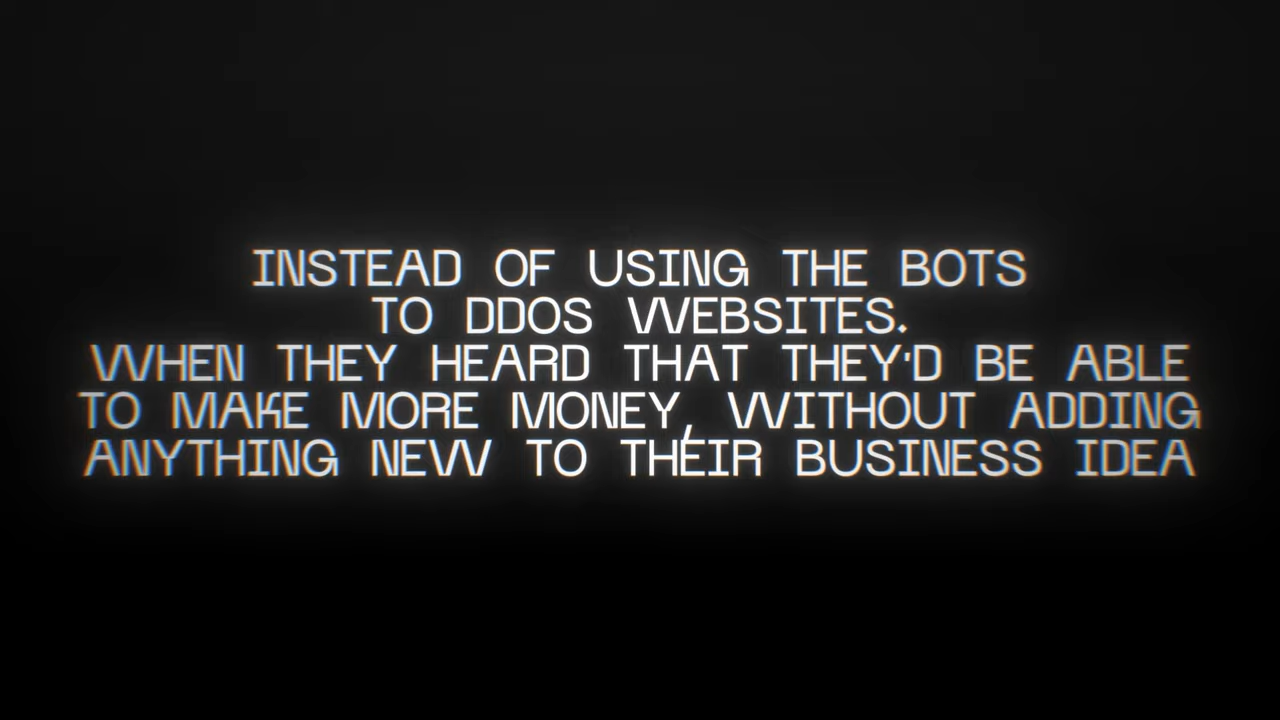 INSTEAD OF USING THE BOTS
TO DDOS WEBSITES.
WHEN THEY HEARD THAT THEY'D BE ABLE
TO MAKE MORE MONEY, WITHOUT ADDING
ANYTHING NEW TO THEIR BUSINESS IDEA